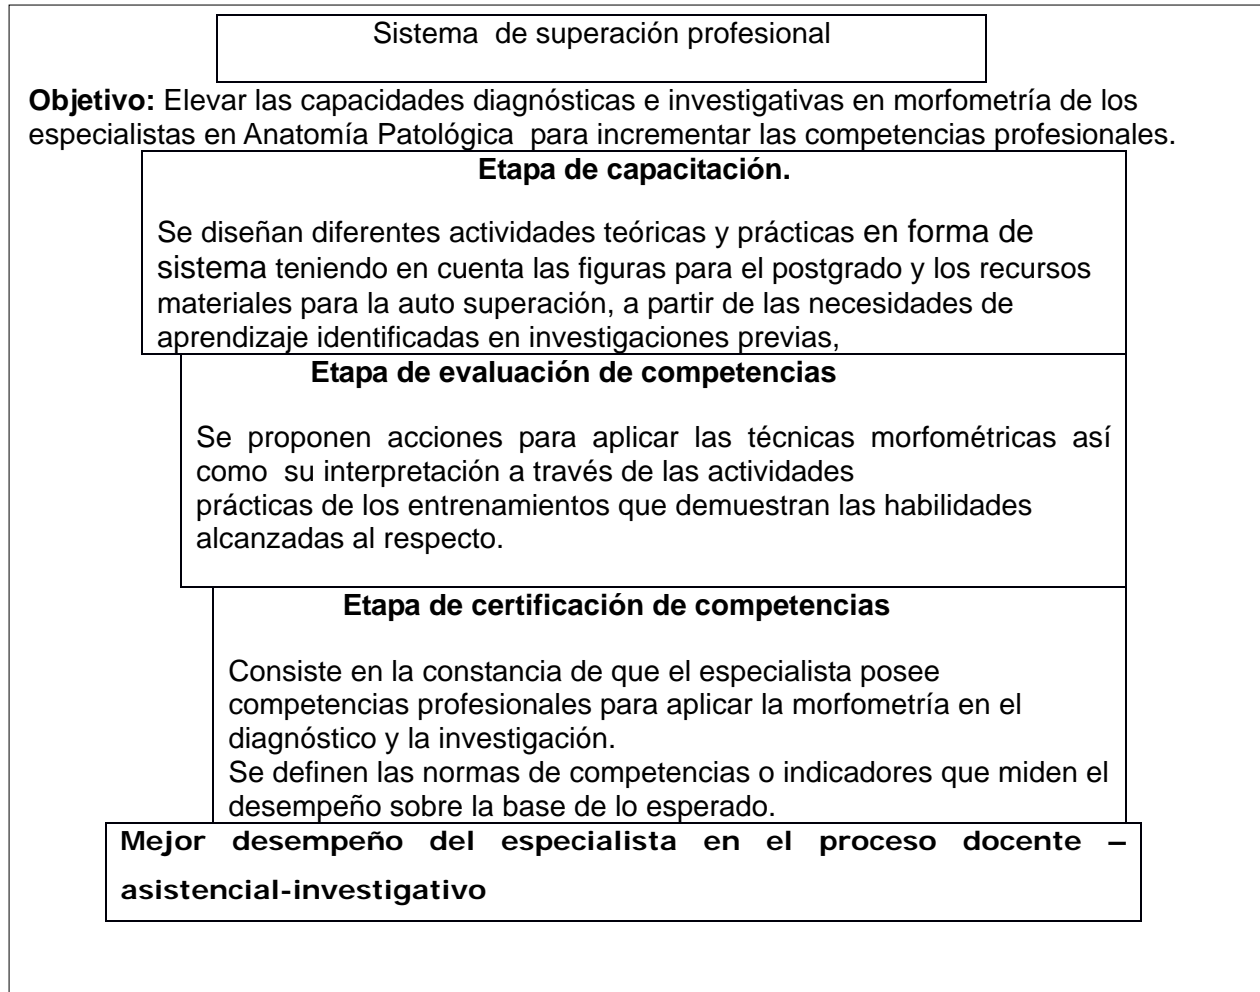 Sistema de superación profesional
Objetivo: Elevar las capacidades diagnósticas e investigativas en morfometría de los
especialistas en Anatomía Patológica para incrementar las competencias profesionales.
Etapa de capacitación.
Se diseñan diferentes actividades teóricas y prácticas en forma de
sistema teniendo en cuenta las figuras para el postgrado y los recursos
materiales para la auto superación, a partir de las necesidades de
aprendizaje identificadas en investigaciones previas,
Etapa de evaluación de competencias
Se proponen acciones para aplicar las técnicas morfométricas así
como su interpretación a través de las actividades
prácticas de los entrenamientos que demuestran las habilidades
alcanzadas al respecto.
Etapa de certificación de competencias
Consiste en la constancia de que el especialista posee
competencias profesionales para aplicar la morfometría en el
diagnóstico y la investigación.
Se definen las normas de competencias o indicadores que miden el
desempeño sobre la base de lo esperado.
Mejor desempeño del especialista en el proceso docente –
asistencial-investigativo